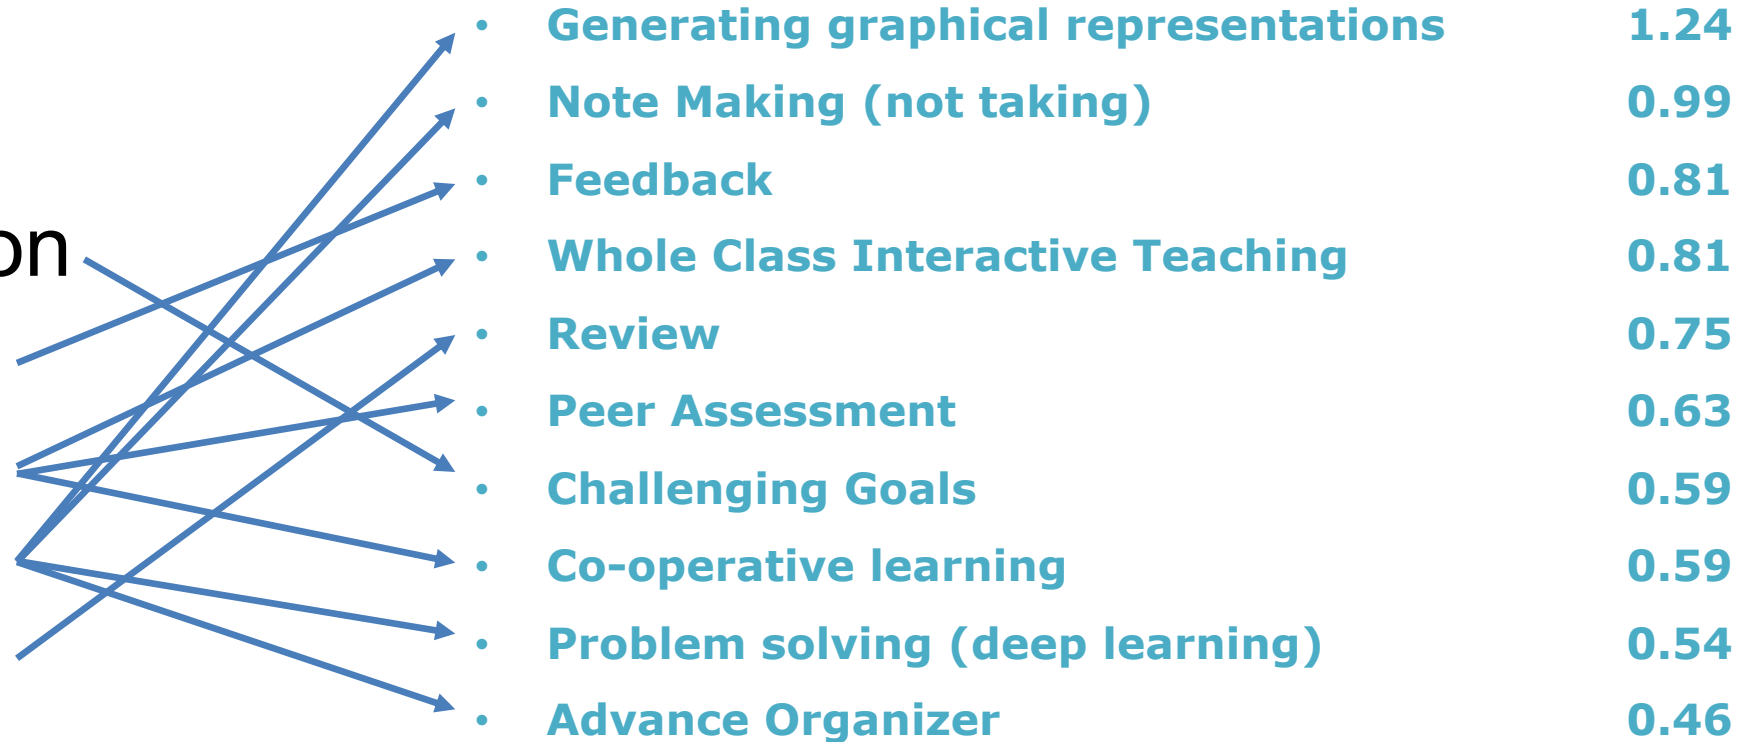 • Generating graphical representations 1.24
• Note Making (not taking) 0.99
• Feedback 0.81
on
• Whole Class Interactive Teaching 0.81
• Review 0.75
• Peer Assessment 0.63
• Challenging Goals 0.59
• Co-operative learning 0.59
• Problem solving (deep learning) 0.54
• Advance Organizer 0.46